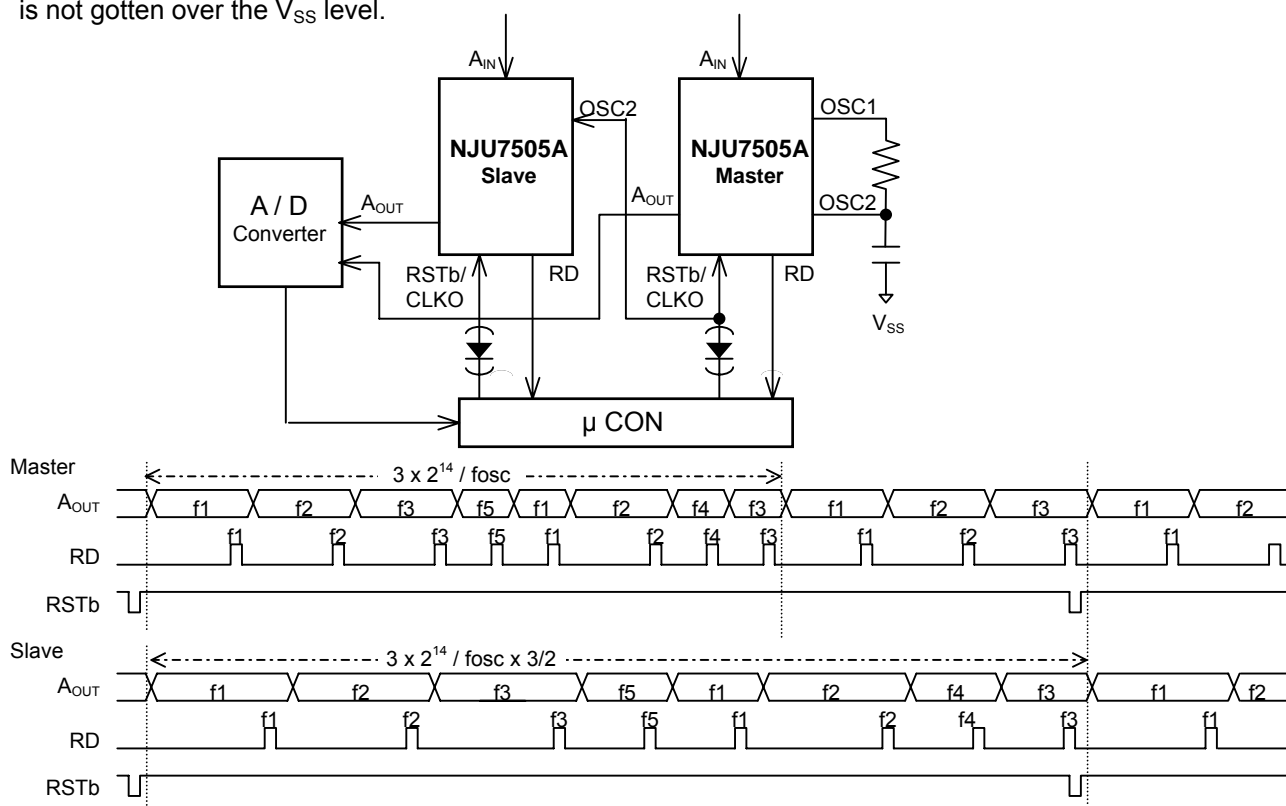 is not gotten over the VSS level.
AIN
AIN
OSC2
OSC1
NJU7505A
Slave
NJU7505A
Master
A / D
Converter
AOUT
AOUT
OSC2
RSTb/
CLKO
RD
RSTb/
CLKO
RD
VSS
μ CON
Master
3 x 2^14 / fosc
AOUT f1 f2 f3 f5 f1 f2 f4 f3 f1 f2 f3 f1 f2
f1 f2 f3 f5 f1 f2 f4 f3 f1 f2 f3 f1
RD
RSTb
Slave
3 x 2^14 / fosc x 3/2
AOUT f1 f2 f3 f5 f1 f2 f4 f3 f1 f2
f1 f2 f3 f5 f1 f2 f4 f3 f1
RD
RSTb